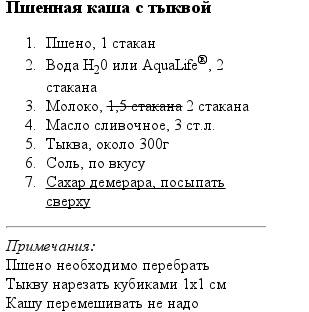 Пшенная каша с тыквой
1. Пшено, 1 стакан
2. Вода H20 или AquaLife®, 2
стакана
3. Молоко, 1,5 стакана 2 стакана
4. Масло сливочное, 3 ст.л.
5. Тыква, около 300г
6. Соль, по вкусу
7. Сахар демерара, посыпать
сверху
Примечания:
Пшено необходимо перебрать
Тыкву нарезать кубиками 1х1 см
Кашу перемешивать не надо